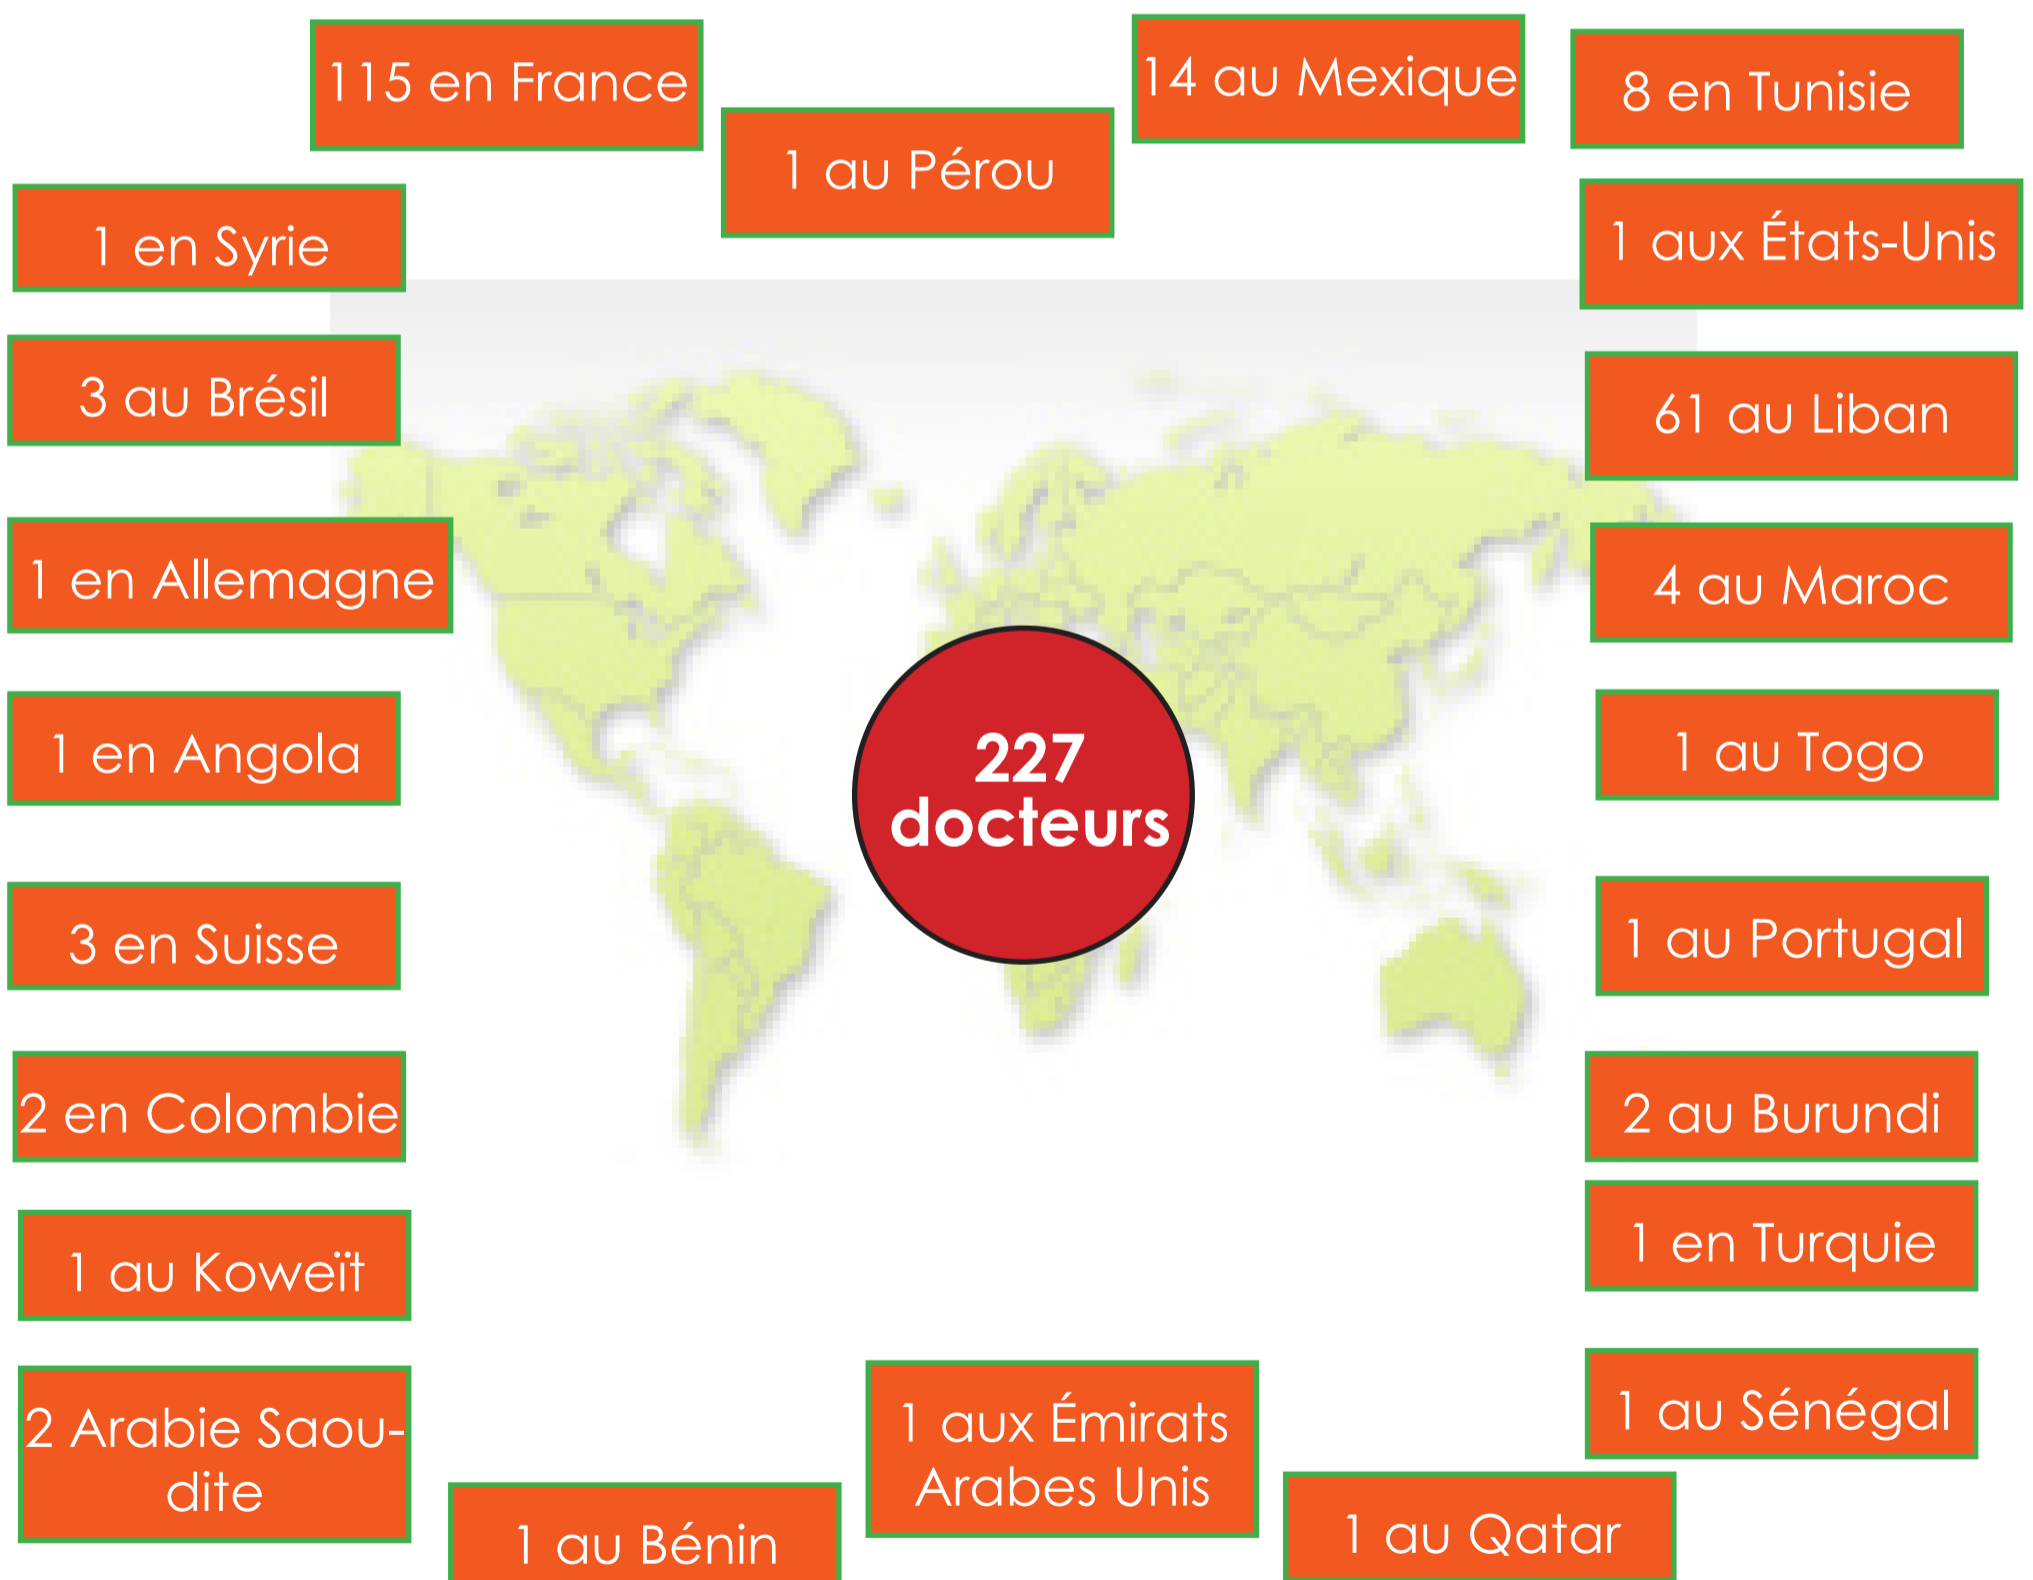 115 en France
14 au Mexique
8 en Tunisie
1 au Pérou
1 en Syrie
1 aux États-Unis
3 au Brésil
61 au Liban
1 en Allemagne
4 au Maroc
1 en Angola
1 au Togo
227
docteurs
3 en Suisse
1 au Portugal
2 en Colombie
2 au Burundi
1 au Koweït
1 en Turquie
2 Arabie Saou-
dite
1 aux Émirats
Arabes Unis
1 au Sénégal
1 au Bénin
1 au Qatar